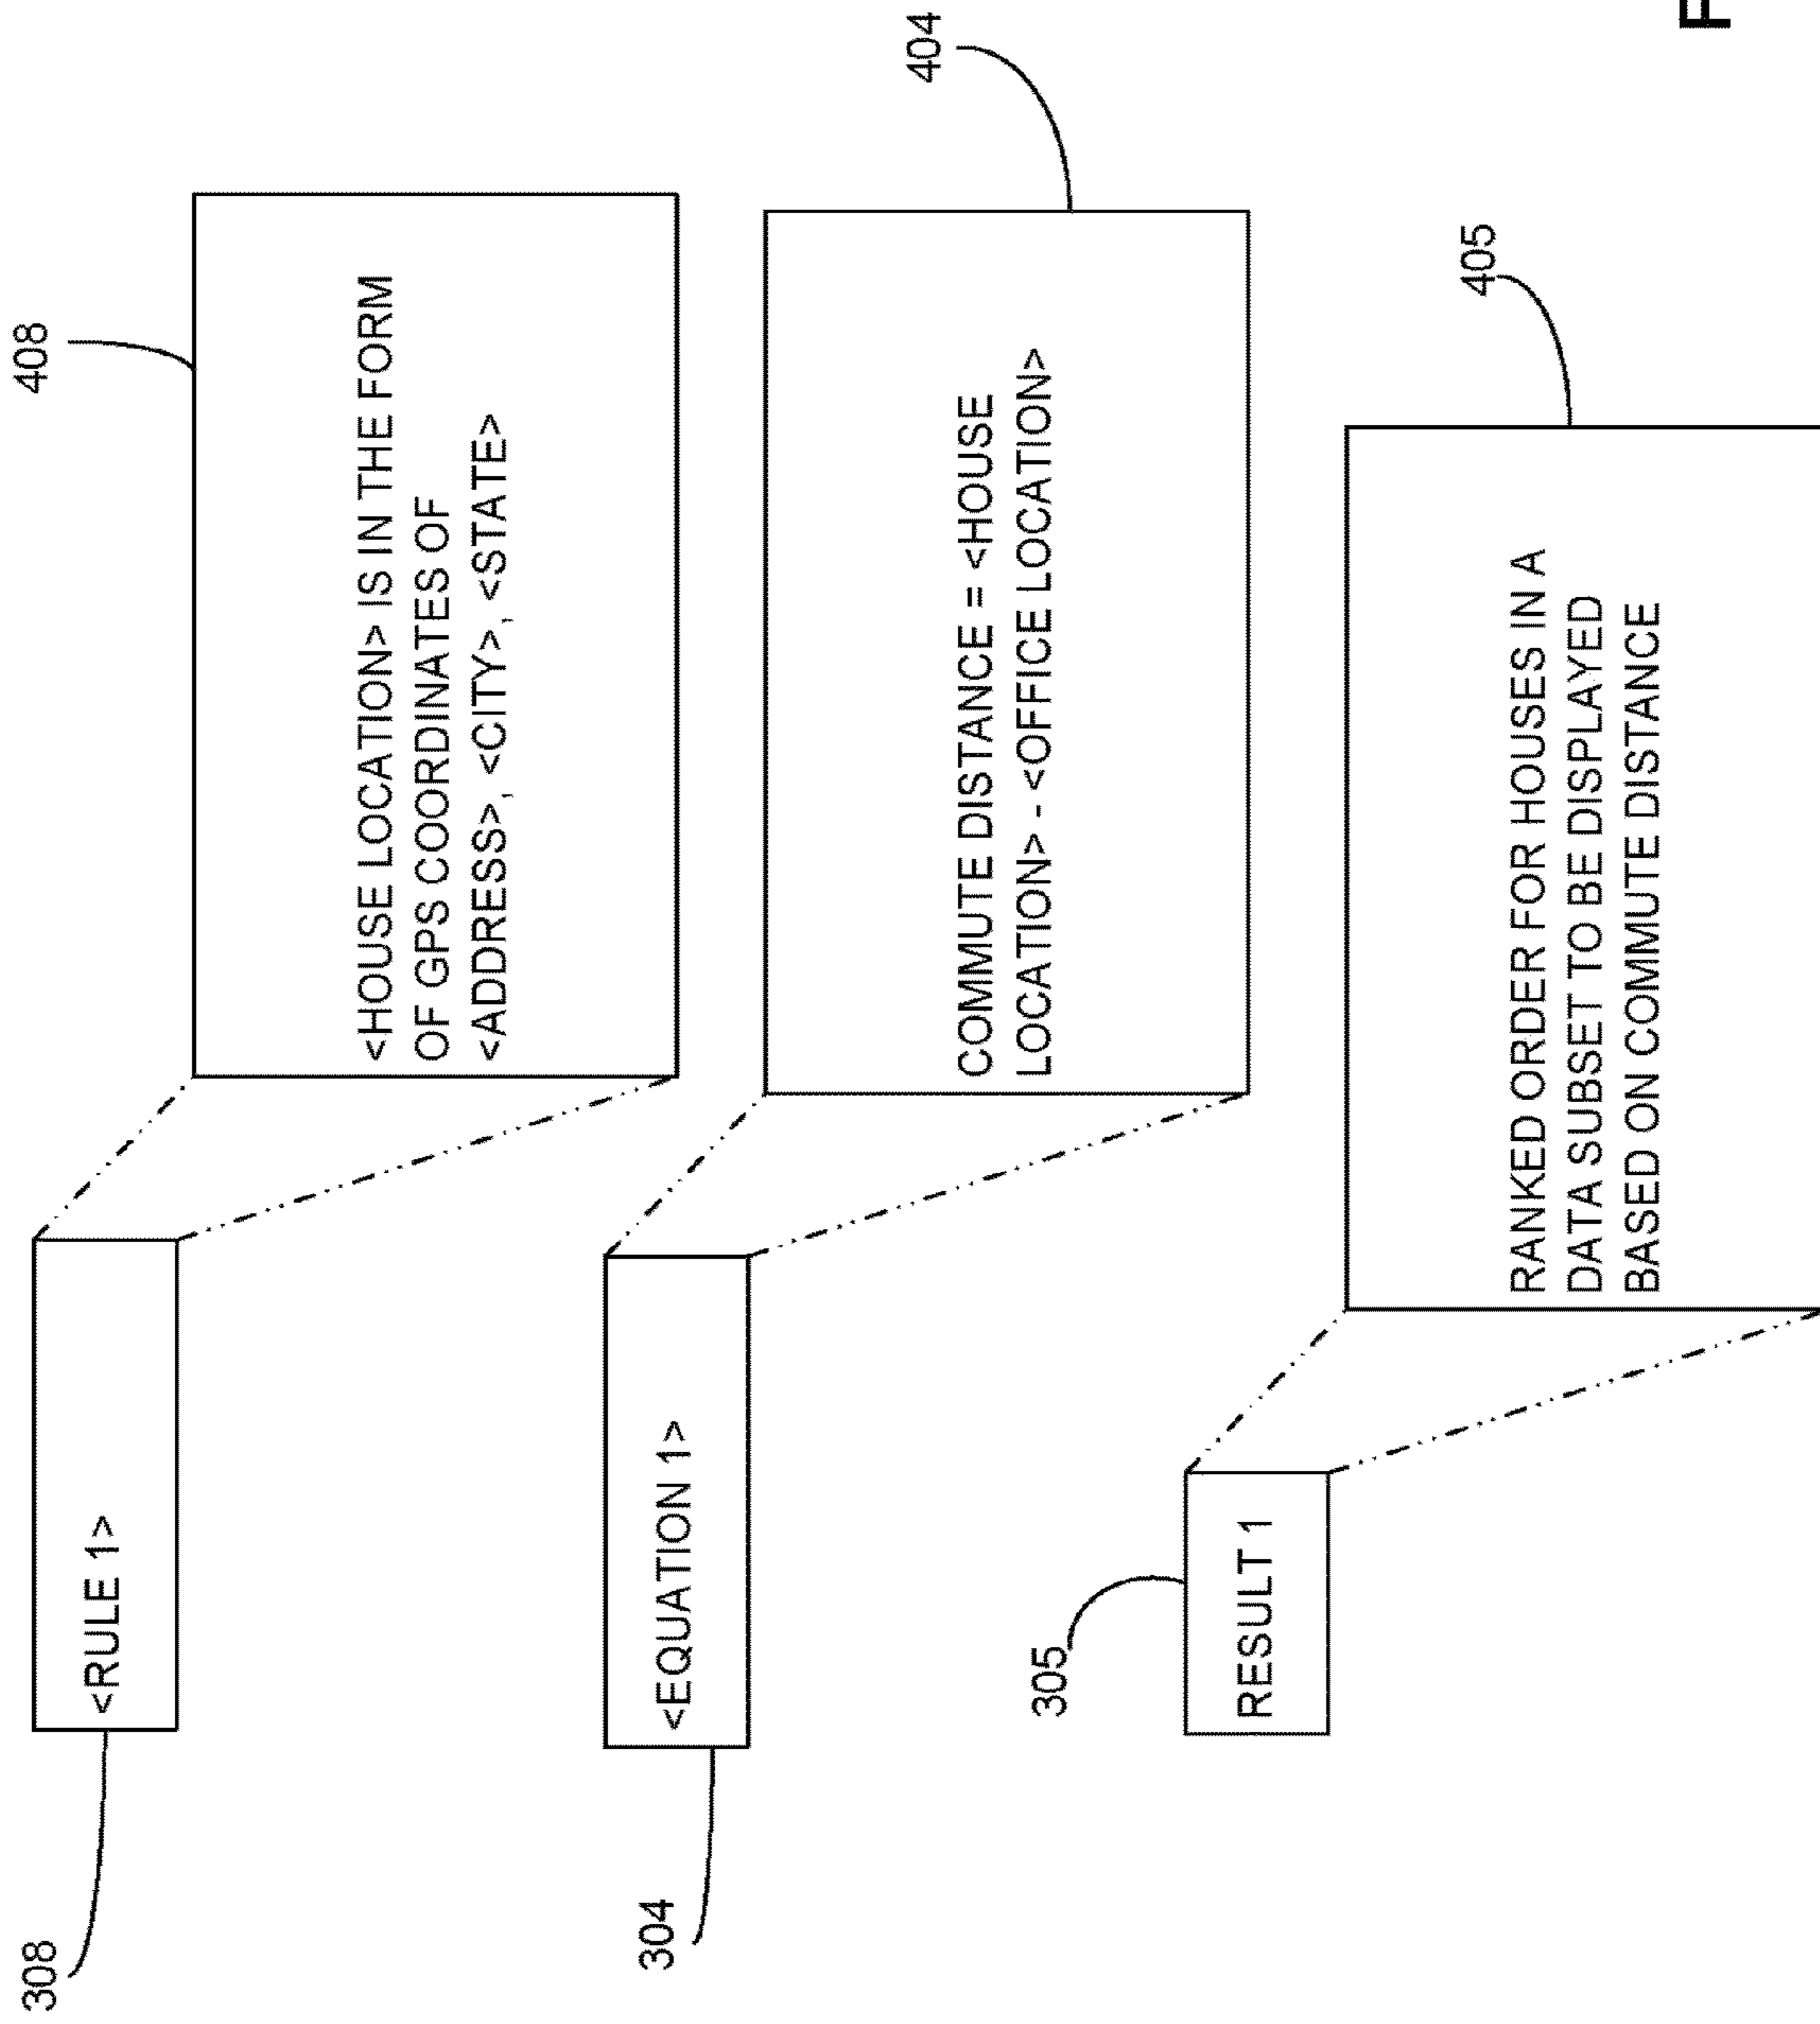 308
<RULE 1>
408
<HOUSE LOCATION> IS IN THE FORM
OF GPS COORDINATES OF
<ADDRESS>, <CITY>, <STATE>
304
<EQUATION 1>
404
COMMUTE DISTANCE = <HOUSE
LOCATION> - <OFFICE LOCATION>
305
RESULT 1
405
RANKED ORDER FOR HOUSES IN A
DATA SUBSET TO BE DISPLAYED
BASED ON COMMUTE DISTANCE
F